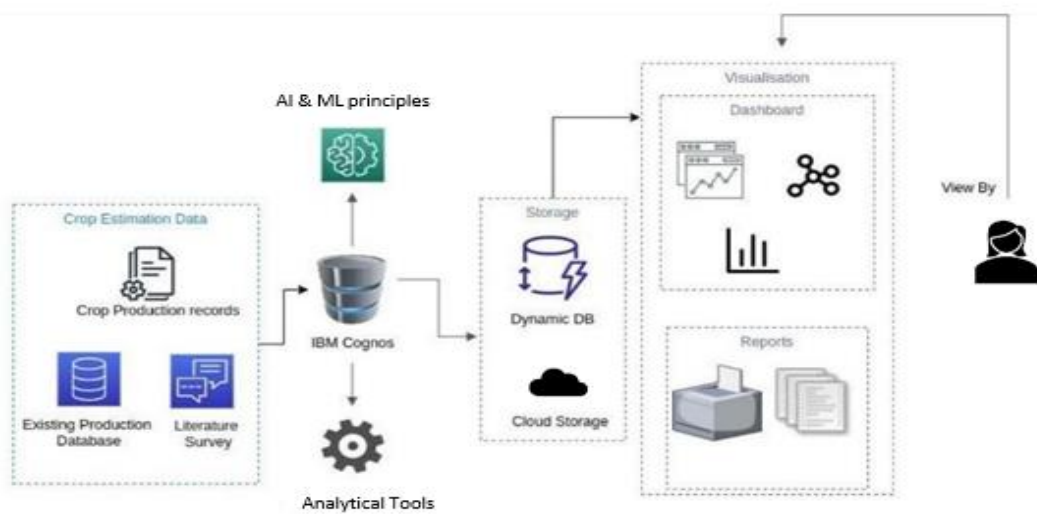 AI & ML principles
Crop Estimation Data
Crop Production records
Existing Production
Database
Literature
Survey
IBM Cognos
Analytical Tools
Storage
Dynamic DB
Cloud Storage
Visualisation
Dashboard
Reports
View By